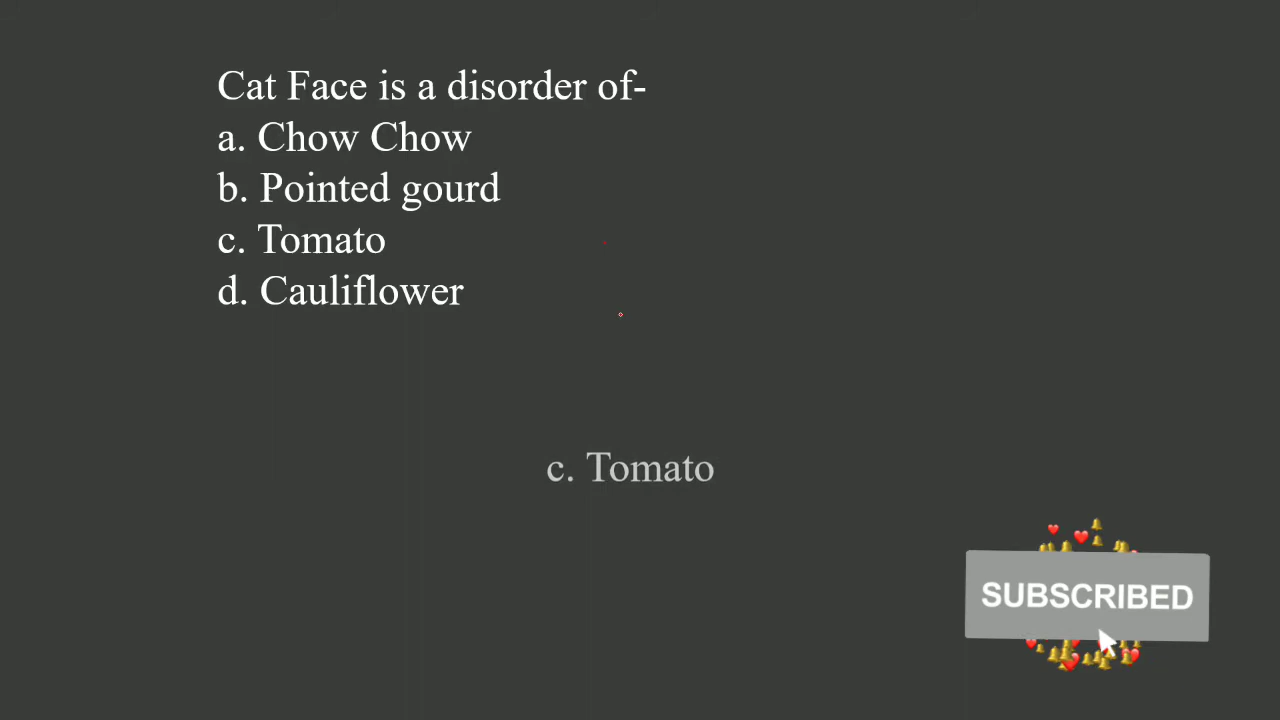 Cat Face is a disorder of-
a. Chow Chow
b. Pointed gourd
c. Tomato
d. Cauliflower
c. Tomato
SUBSCRIBED